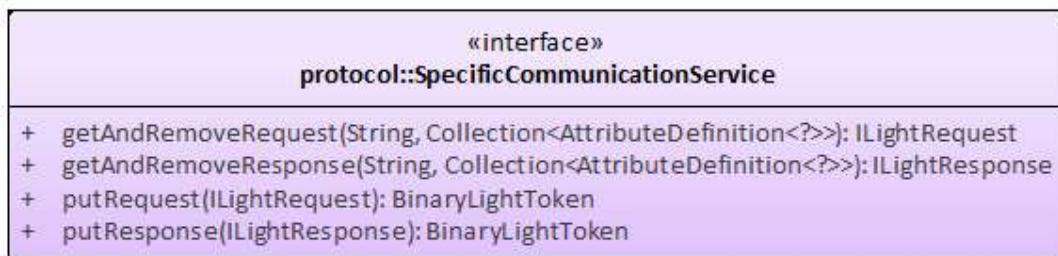 «interface»
protocol::SpecificCommunicationService
+ getAndRemoveRequest(String, Collection<AttributeDefinition<?>>): ILightRequest
+ getAndRemoveResponse(String, Collection<AttributeDefinition<?>>): ILightResponse
+ putRequest(ILightRequest): BinaryLightToken
+ putResponse(ILightResponse): BinaryLightToken